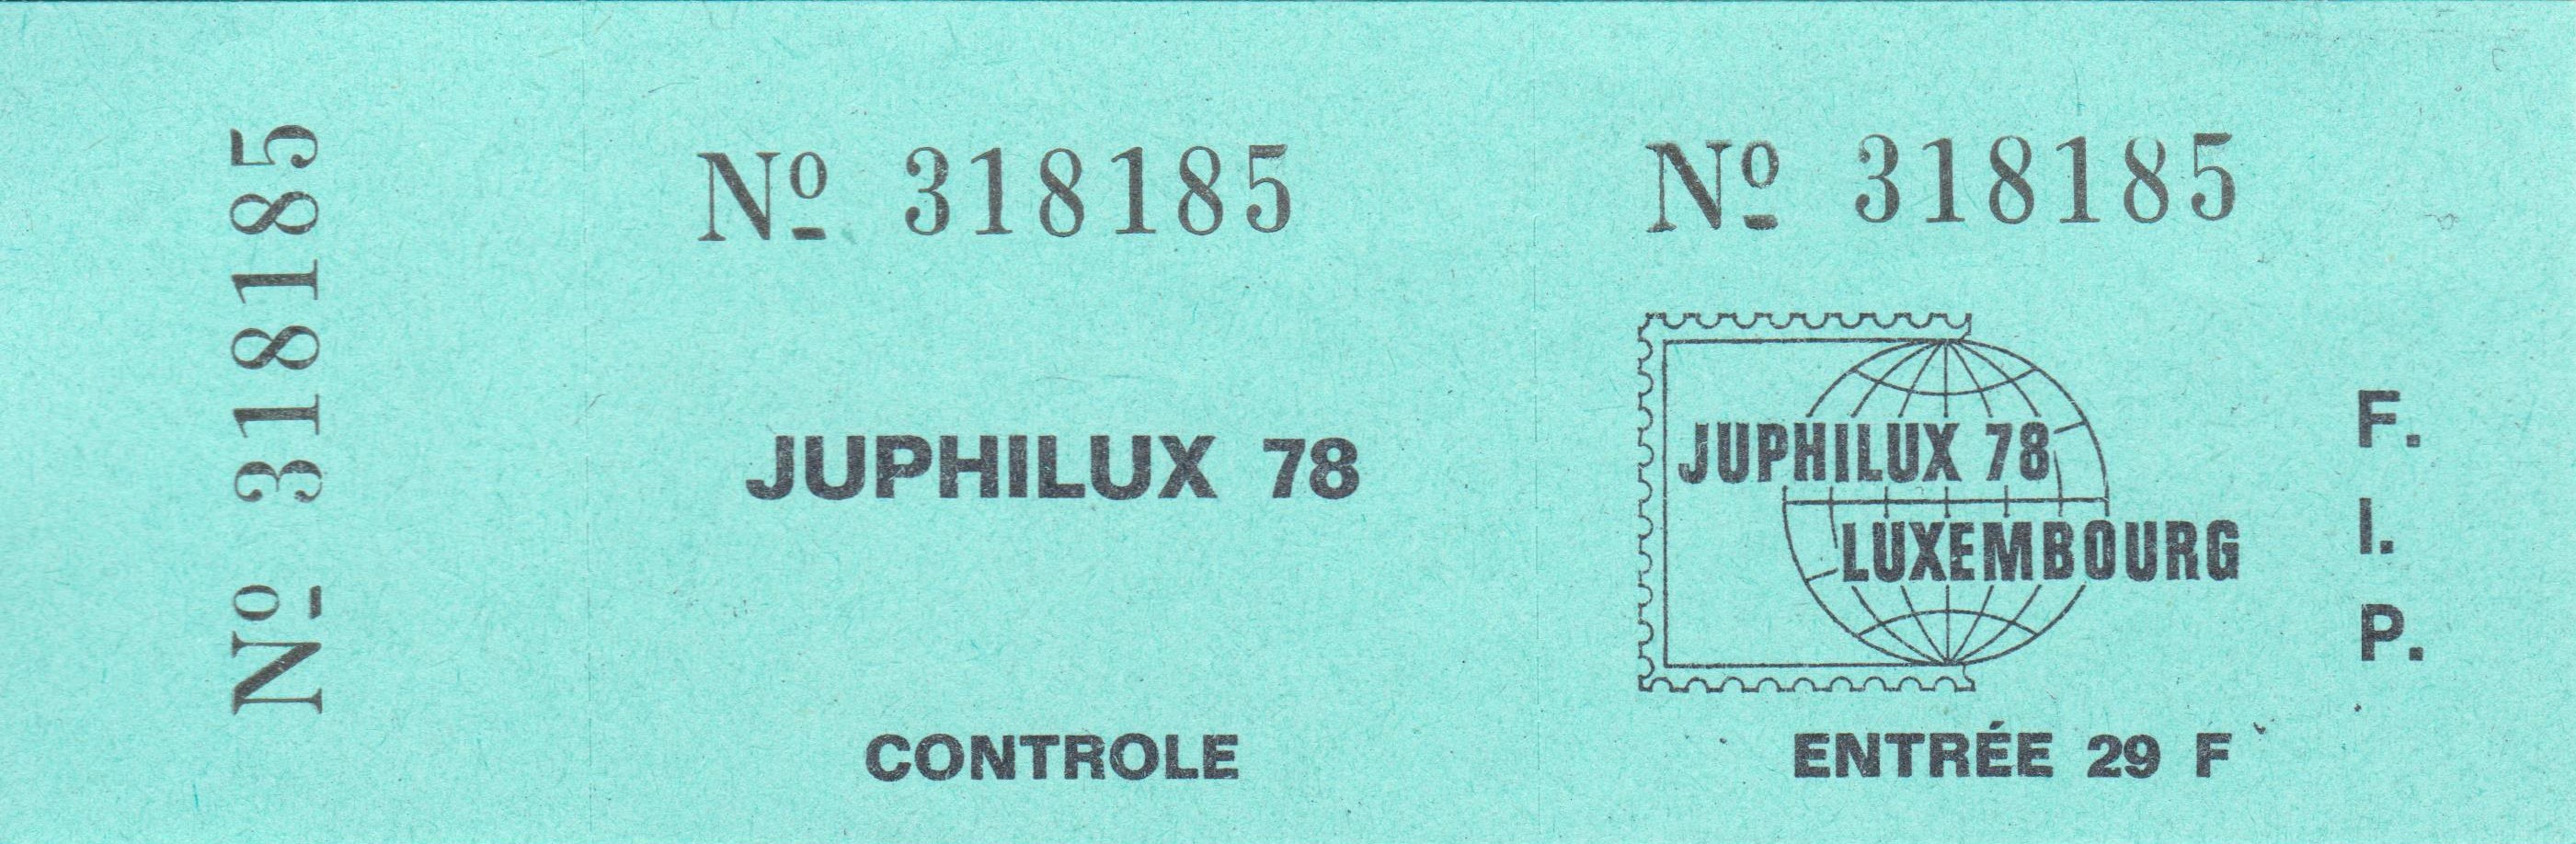 Nº 318185
Nº 318185
JUPHILUX 78
CONTROLE
Nº 318185
JUPHILUX 78
LUXEMBOURG
F.
I.
P.
ENTRÉE 29 F